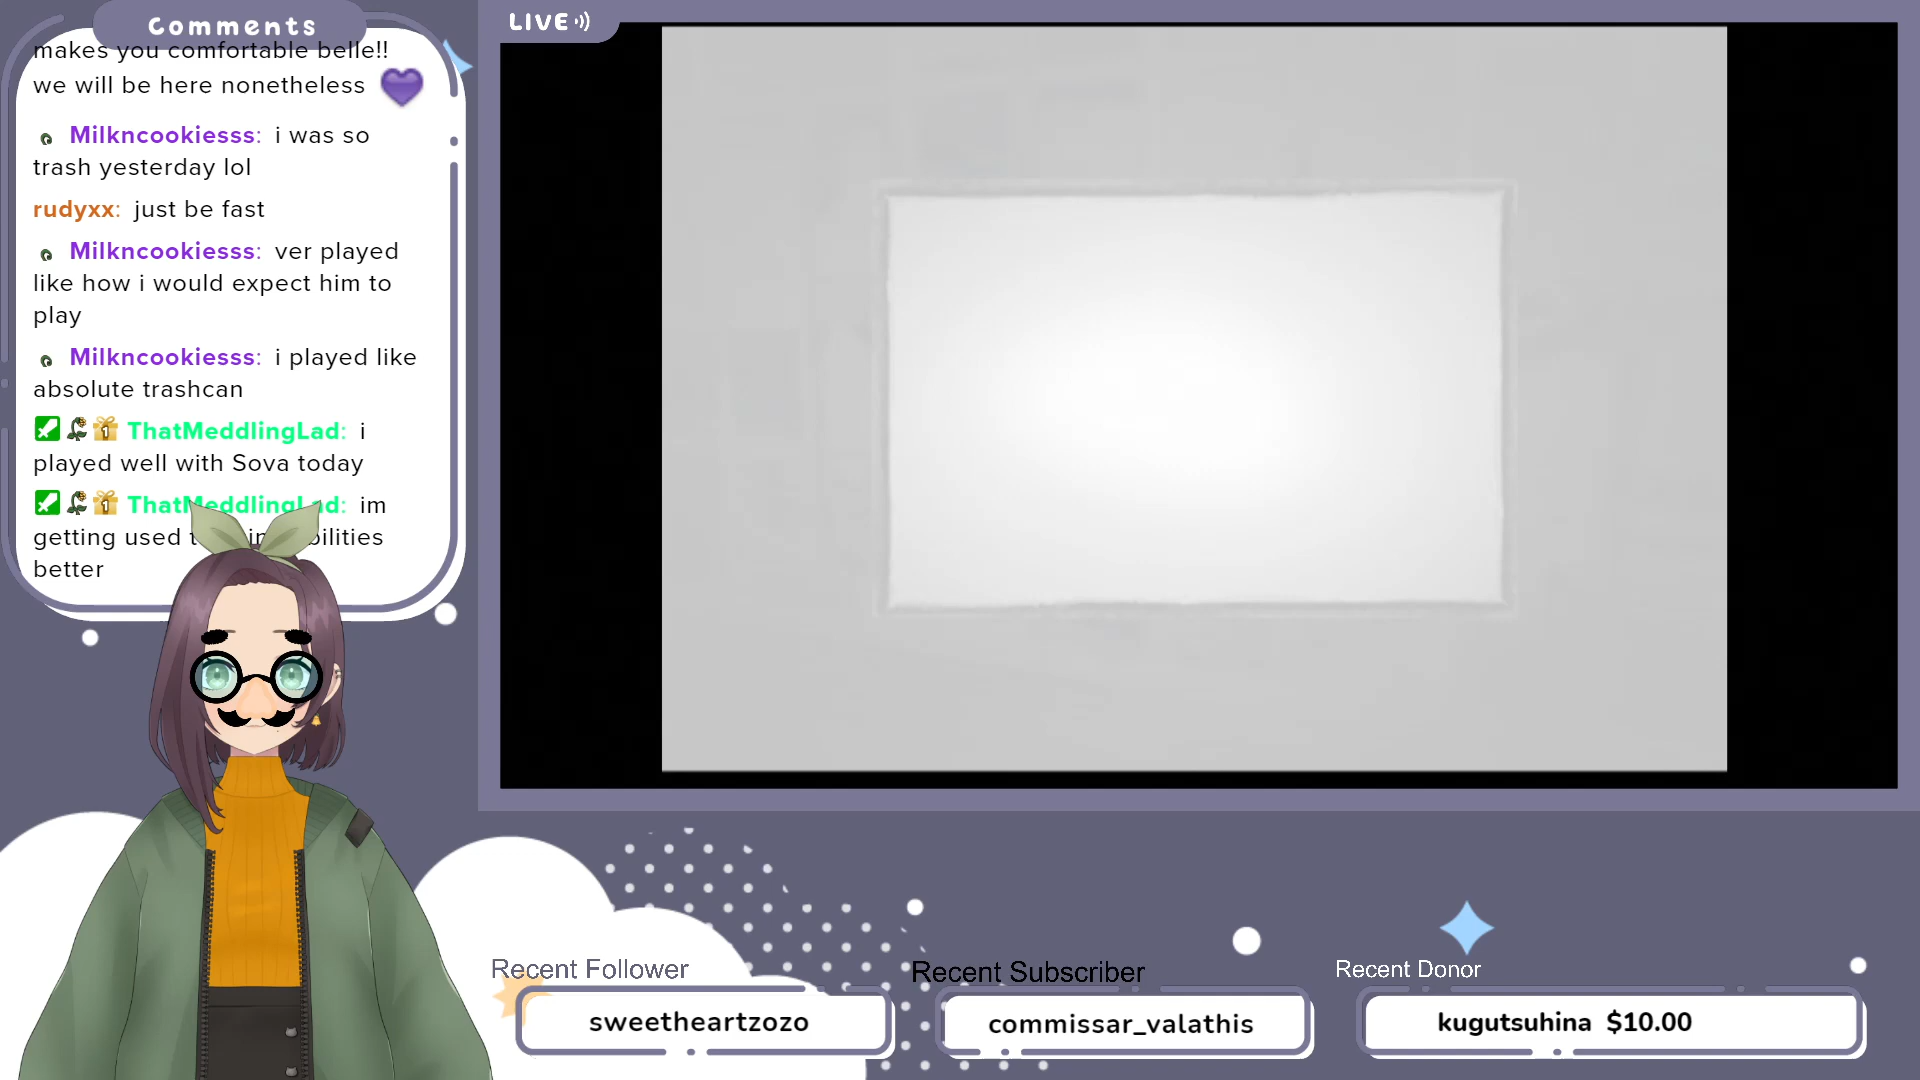 Comments
LIVE
makes you comfortable belle!!
we will be here nonetheless
Milkncookiesss: i was so
trash yesterday lol
rudyxx: just be fast
Milkncookiesss: ver played
like how i would expect him to
play
Milkncookiesss: i played like
absolute trashcan
1 ThatMeddlingLad: i
played well with Sova today
1 ThatMeddlingLad: im
getting used
better
Recent Follower
sweetheartzozo
Recent Subscriber
commissar_valathis
Recent Donor
kugutsuhina $10.00